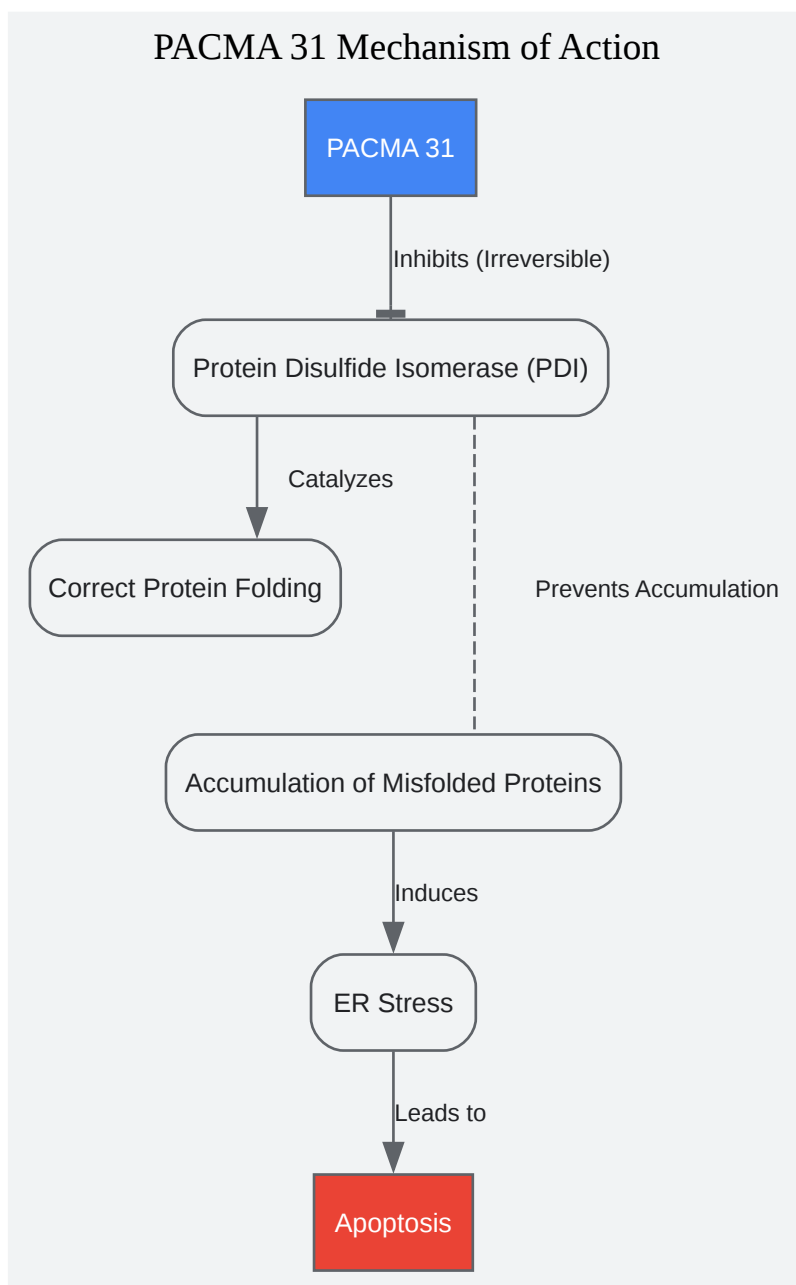 PACMA 31 Mechanism of Action
PACMA 31
Inhibits (Irreversible)
Protein Disulfide Isomerase (PDI)
Catalyzes
Correct Protein Folding
Prevents Accumulation
Accumulation of Misfolded Proteins
Induces
ER Stress
Leads to
Apoptosis